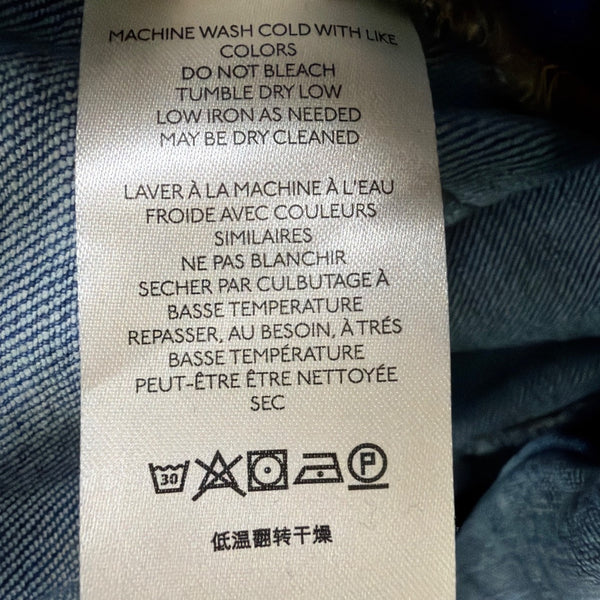 MACHINE WASH COLD WITH LIKE
COLORS
DO NOT BLEACH
TUMBLE DRY LOW
LOW IRON AS NEEDED
MAY BE DRY CLEANED
LAVER À LA MACHINE À L'EAU
FROIDE AVEC COULEURS
SIMILAIRES
NE PAS BLANCHIR
SECHER PAR CULBUTAGE À
BASSE TEMPERATURE
REPASSER, AU BESOIN, À TRÉS
BASSE TEMPÉRATURE
PEUT-ÊTRE ÊTRE NETTOYÉE
SEC
30 P
低温翻转干燥